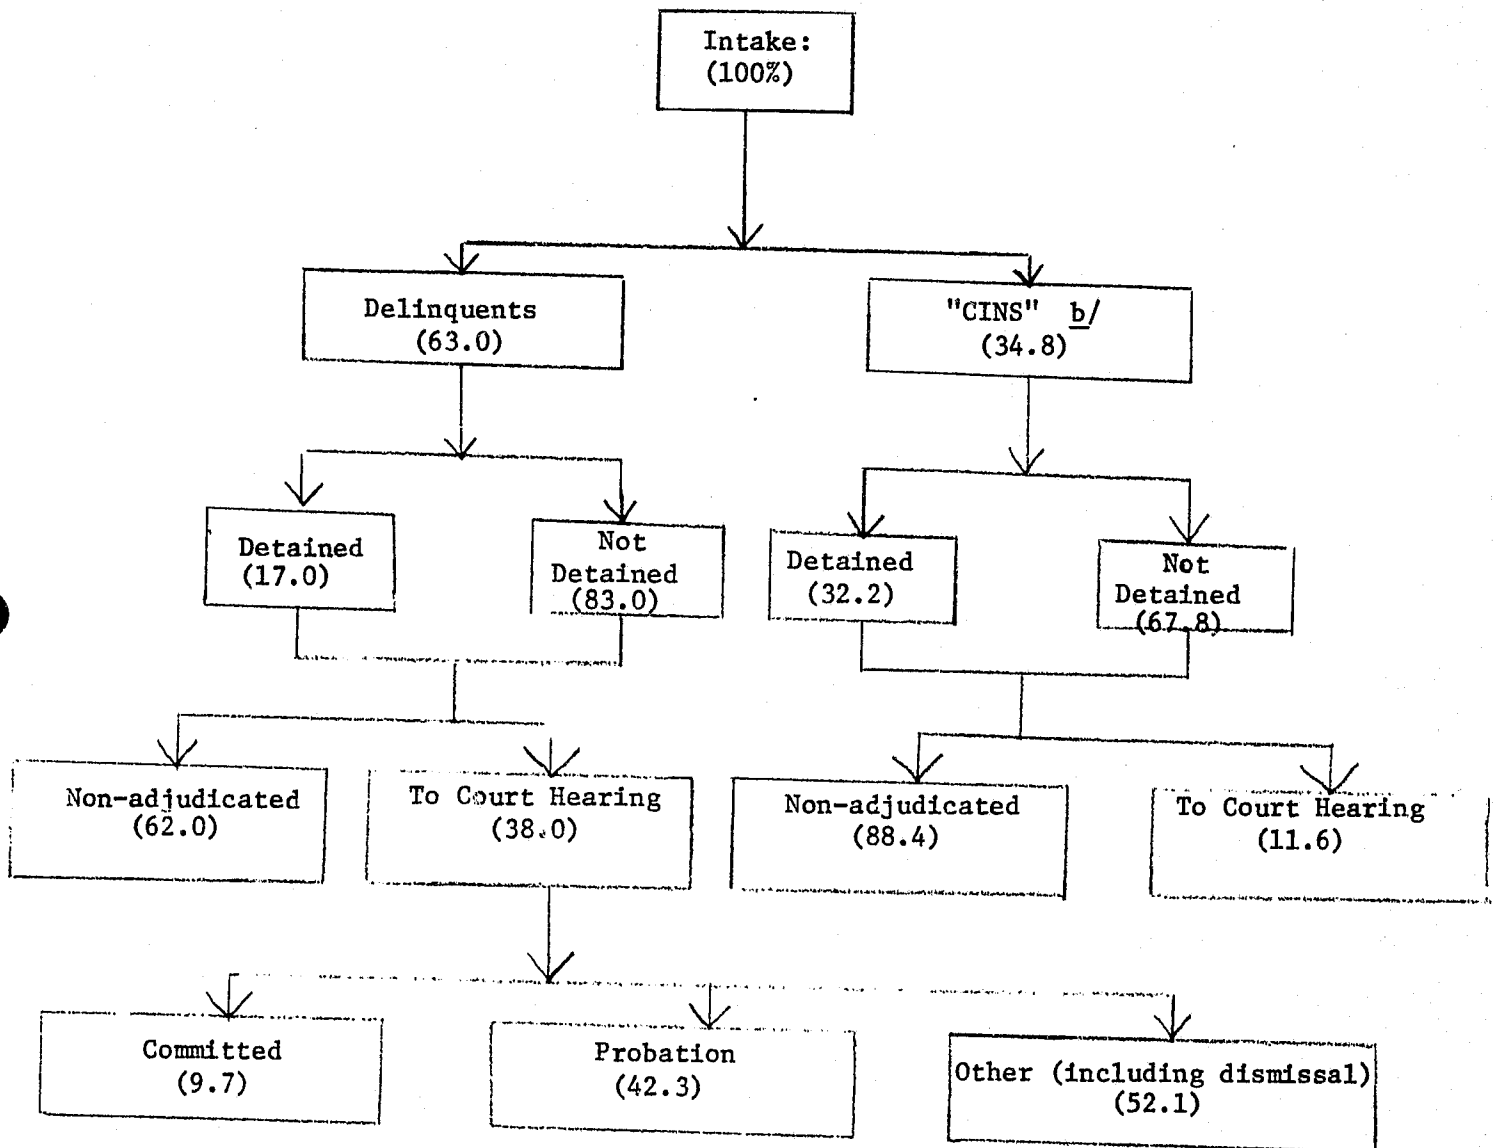 Intake:
(100%)
Delinquents
(63.0)
"CINS" b/
(34.8)
Detained
(17.0)
Not
Detained
(83.0)
Detained
(32.2)
Not
Detained
(67.8)
Non-adjudicated
(62.0)
To Court Hearing
(38.0)
Non-adjudicated
(88.4)
To Court Hearing
(11.6)
Committed
(9.7)
Probation
(42.3)
Other (including dismissal)
(52.1)